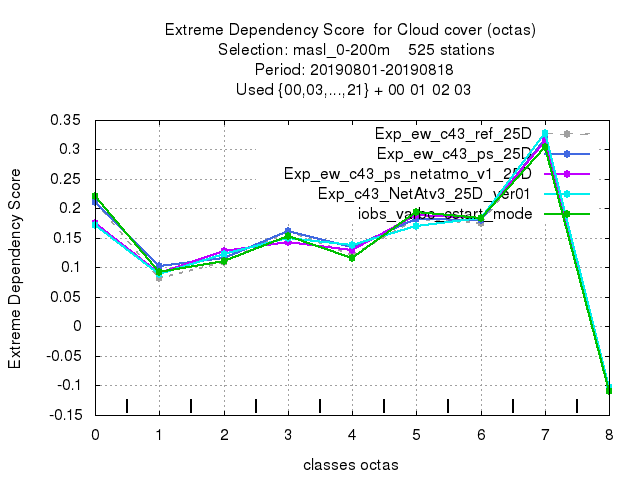 Extreme Dependency Score for Cloud cover (octas)
Selection: masl_0-200m 525 stations
Period: 20190801-20190818
Used {00,03,...,21} + 00 01 02 03
Extreme Dependency Score
0.35
0.3
0.25
0.2
0.15
0.1
0.05
0
-0.05
-0.1
-0.15
Exp_ew_c43_ref_25D
Exp_ew_c43_ps_25D
Exp_ew_c43_ps_netatmo_v1_25D
Exp_c43_NetAtv3_25D_ver01
0 1 2 3 4 5 6 7 8
classes octas